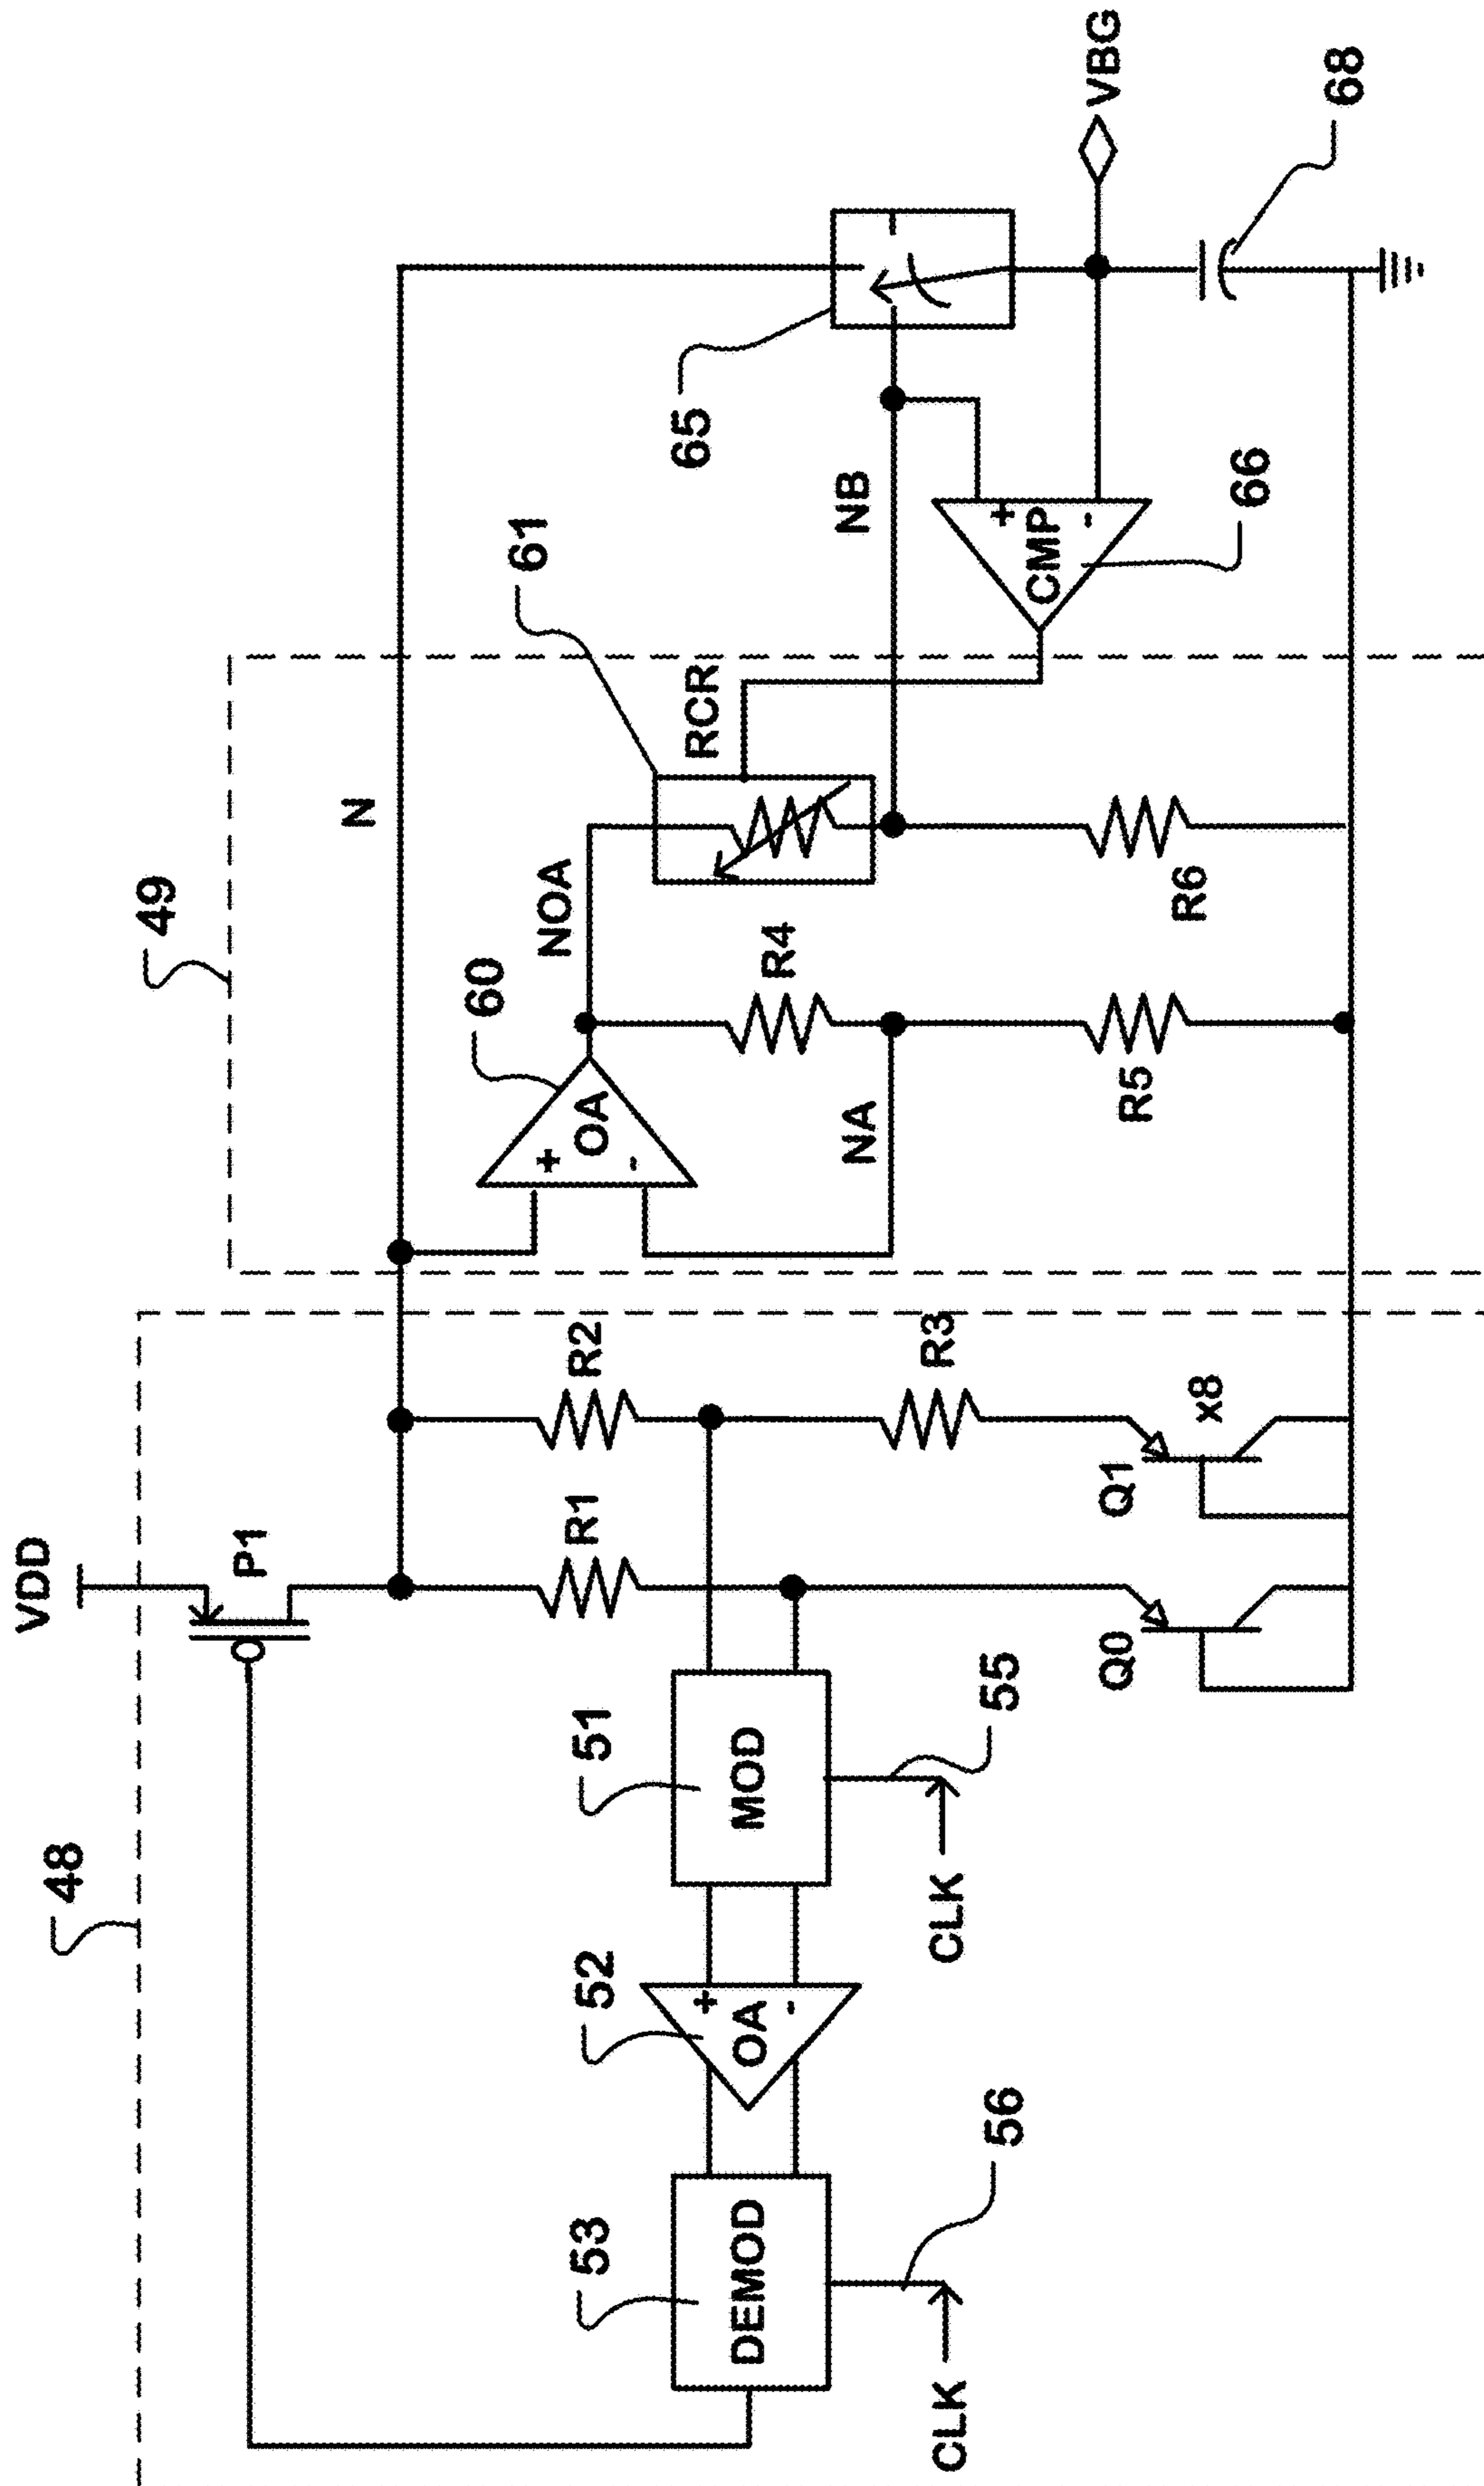 VDD
48
P1
N
49
53
DEMOD
56
CLK
52
+
OA
-
51
MOD
55
CLK
R1
R2
R3
Q0
Q1
x8
60
+
OA
-
NOA
NA
R4
R5
61
RCR
R6
NB
+
CMP
-
66
65
VBG
68